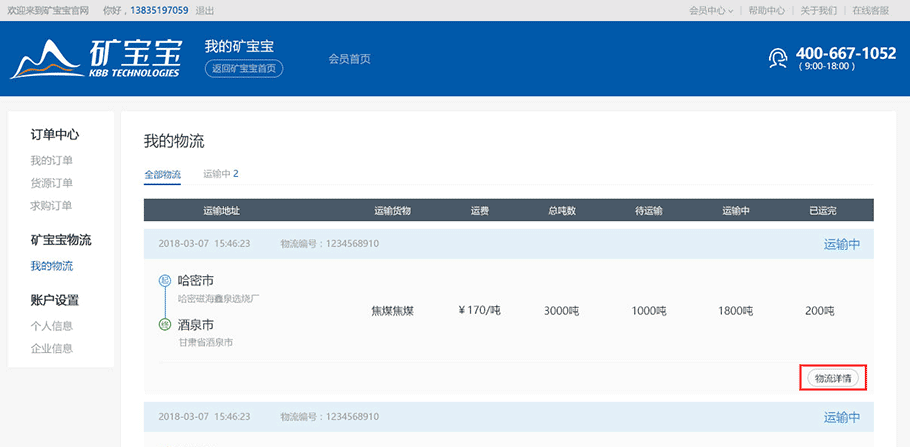 欢迎来到矿宝宝官网 你好，13835197059 退出 会员中心 帮助中心 关于我们 在线客服
矿宝宝
KBB TECHNOLOGIES
我的矿宝宝
返回矿宝宝首页
会员首页
400-667-1052
（9:00-18:00）
订单中心
我的订单
货源订单
求购订单
矿宝宝物流
我的物流
账户设置
个人信息
企业信息
我的物流
全部物流 运输中 2
运输地址 运输货物 运费 总吨数 待运输 运输中 已运完
2018-03-07 15:46:23 物流编号：1234568910 运输中
起 哈密市
哈密磁海鑫泉选烧厂
终 酒泉市
甘肃省酒泉市
焦煤焦煤 ￥170/吨 3000吨 1000吨 1800吨 200吨
物流详情
2018-03-07 15:46:23 物流编号：1234568910 运输中